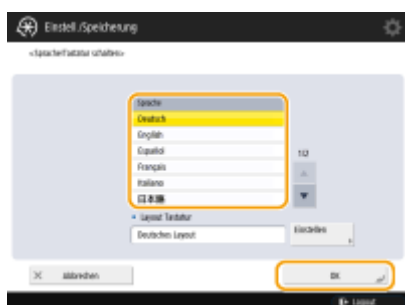 Einstell./Speicherung
<Sprache/Tastatur schalten>
Sprache
Deutsch
English
Español
Français
Italiano
日本語
1/2
Layout Tastatur
Deutsches Layout
Einstellen
Abbrechen
OK
Logout